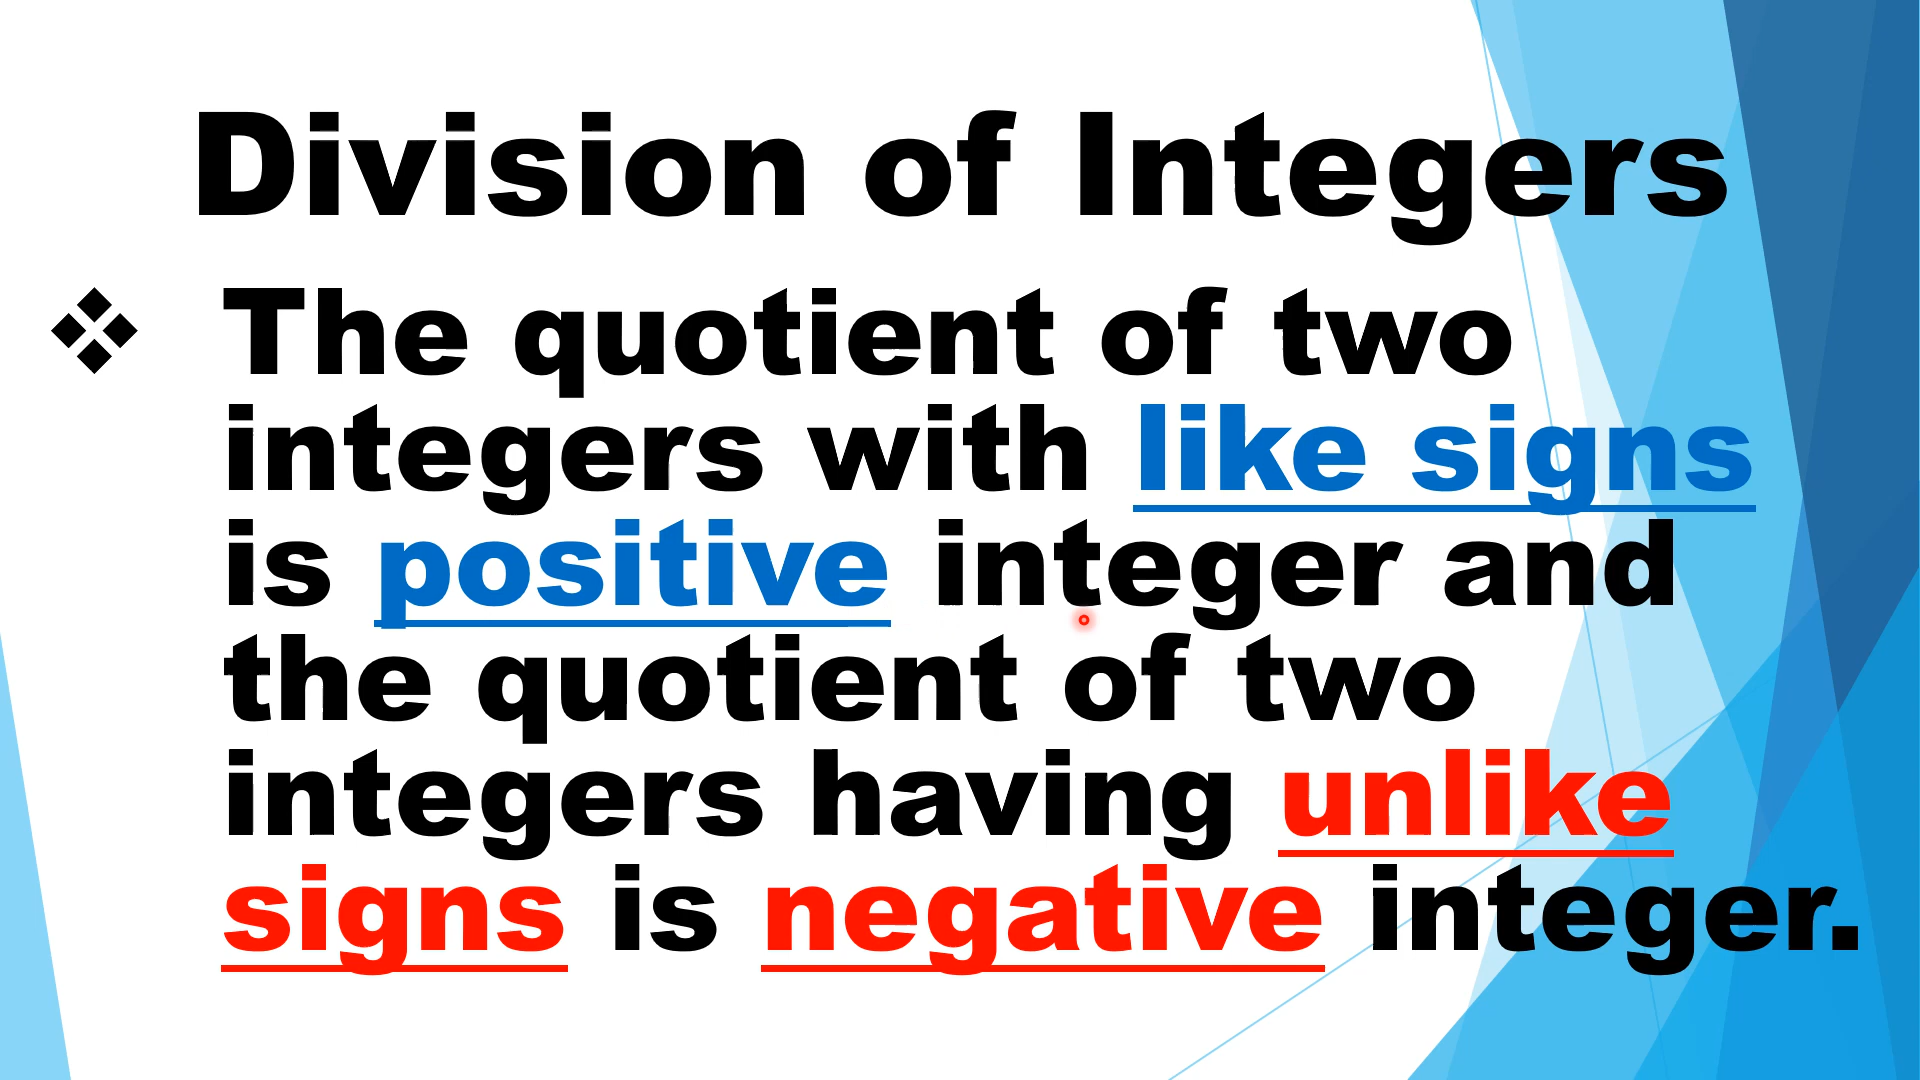 Division of Integers
❖ The quotient of two
integers with like signs
is positive integer and
the quotient of two
integers having unlike
signs is negative integer.